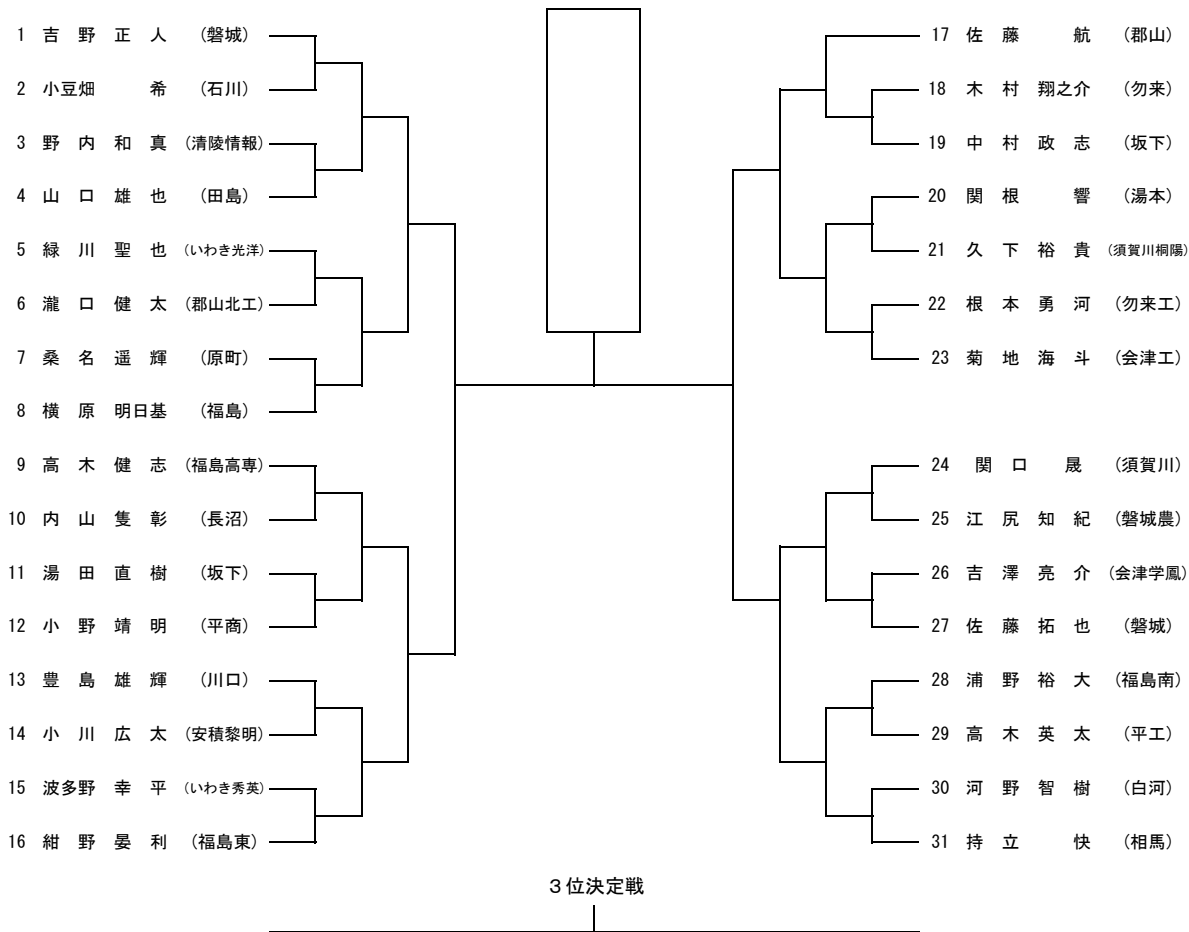 1 吉野正人 (磐城)
2 小豆畑 希 (石川)
3 野内和真 (清陵情報)
4 山口雄也 (田島)
5 緑川聖也 (いわき光洋)
6 瀧口健太 (郡山北工)
7 桑名遥輝 (原町)
8 横原明日基 (福島)
9 高木健志 (福島高専)
10 内山隻彰 (長沼)
11 湯田直樹 (坂下)
12 小野靖明 (平商)
13 豊島雄輝 (川口)
14 小川広太 (安積黎明)
15 波多野幸平 (いわき秀英)
16 紺野晏利 (福島東)
17 佐藤 航 (郡山)
18 木村翔之介 (勿来)
19 中村政志 (坂下)
20 関根 響 (湯本)
21 久下裕貴 (須賀川桐陽)
22 根本勇河 (勿来工)
23 菊地海斗 (会津工)
24 関口 晟 (須賀川)
25 江尻知紀 (磐城農)
26 吉澤亮介 (会津学鳳)
27 佐藤拓也 (磐城)
28 浦野裕大 (福島南)
29 高木英太 (平工)
30 河野智樹 (白河)
31 持立 快 (相馬)
3位決定戦